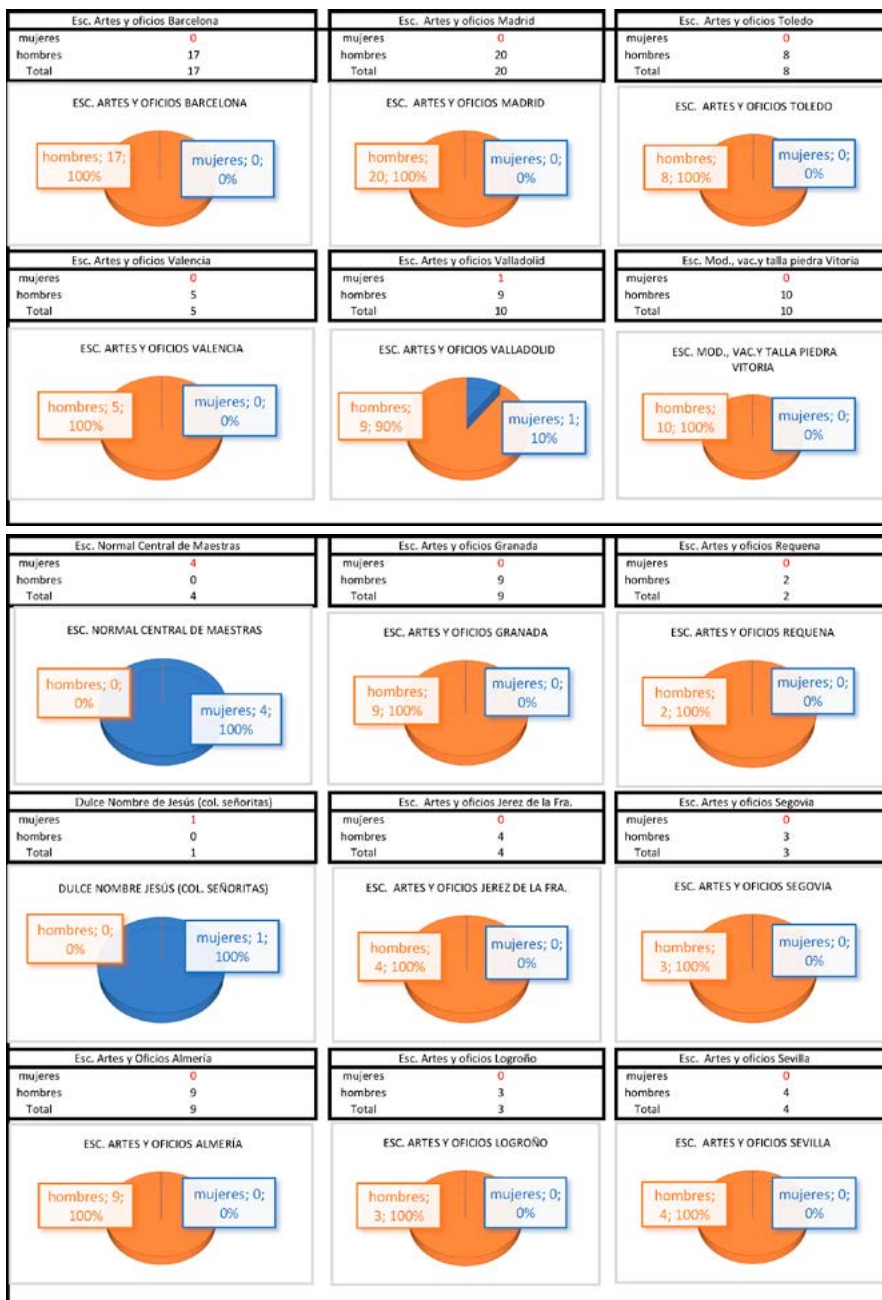 Esc. Artes y oficios Barcelona
mujeres 0
hombres 17
Total 17
Esc. Artes y oficios Madrid
mujeres 0
hombres 20
Total 20
Esc. Artes y oficios Toledo
mujeres 0
hombres 8
Total 8
ESC. ARTES Y OFICIOS BARCELONA
hombres; 17;
100%
mujeres; 0;
0%
ESC. ARTES Y OFICIOS MADRID
hombres;
20; 100%
mujeres; 0;
0%
ESC. ARTES Y OFICIOS TOLEDO
hombres;
8; 100%
mujeres; 0;
0%
Esc. Artes y oficios Valencia
mujeres 0
hombres 5
Total 5
Esc. Artes y oficios Valladolid
mujeres 1
hombres 9
Total 10
Esc. Mod., vac.y talla piedra Vitoria
mujeres 0
hombres 10
Total 10
ESC. ARTES Y OFICIOS VALENCIA
hombres; 5;
100%
mujeres; 0;
0%
ESC. ARTES Y OFICIOS VALLADOLID
hombres;
9; 90%
mujeres; 1;
10%
ESC. MOD., VAC.Y TALLA PIEDRA
VITORIA
hombres;
10; 100%
mujeres; 0;
0%
Esc. Normal Central de Maestras
mujeres 4
hombres 0
Total 4
Esc. Artes y oficios Granada
mujeres 0
hombres 9
Total 9
Esc. Artes y oficios Requena
mujeres 0
hombres 2
Total 2
ESC. NORMAL CENTRAL DE MAESTRAS
hombres; 0;
0%
mujeres; 4;
100%
ESC. ARTES Y OFICIOS GRANADA
hombres;
9; 100%
mujeres; 0;
0%
ESC. ARTES Y OFICIOS REQUENA
hombres;
2; 100%
mujeres; 0;
0%
Dulce Nombre de Jesús (col. señoritas)
mujeres 1
hombres 0
Total 1
Esc. Artes y oficios Jerez de la Fra.
mujeres 0
hombres 4
Total 4
Esc. Artes y oficios Segovia
mujeres 0
hombres 3
Total 3
DULCE NOMBRE JESÚS (COL. SEÑORITAS)
hombres; 0;
0%
mujeres; 1;
100%
ESC. ARTES Y OFICIOS JEREZ DE LA FRA.
hombres;
4; 100%
mujeres; 0;
0%
ESC. ARTES Y OFICIOS SEGOVIA
hombres;
3; 100%
mujeres; 0;
0%
Esc. Artes y Oficios Almería
mujeres 0
hombres 9
Total 9
Esc. Artes y oficios Logroño
mujeres 0
hombres 3
Total 3
Esc. Artes y oficios Sevilla
mujeres 0
hombres 4
Total 4
ESC. ARTES Y OFICIOS ALMERÍA
hombres; 9;
100%
mujeres; 0;
0%
ESC. ARTES Y OFICIOS LOGROÑO
hombres;
3; 100%
mujeres; 0;
0%
ESC. ARTES Y OFICIOS SEVILLA
hombres;
4; 100%
mujeres; 0;
0%